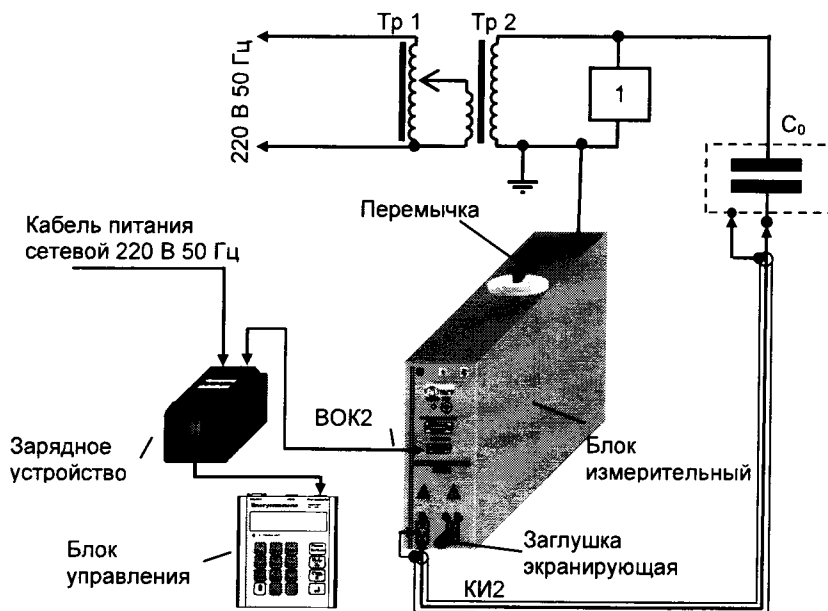 Тр 1
Тр 2
220 В 50 Гц
1
C₀
Перемычка
Кабель питания
сетевой 220 В 50 Гц
ВОК2
Зарядное
устройство
Блок
измерительный
Блок
управления
Заглушка
экранирующая
КИ2